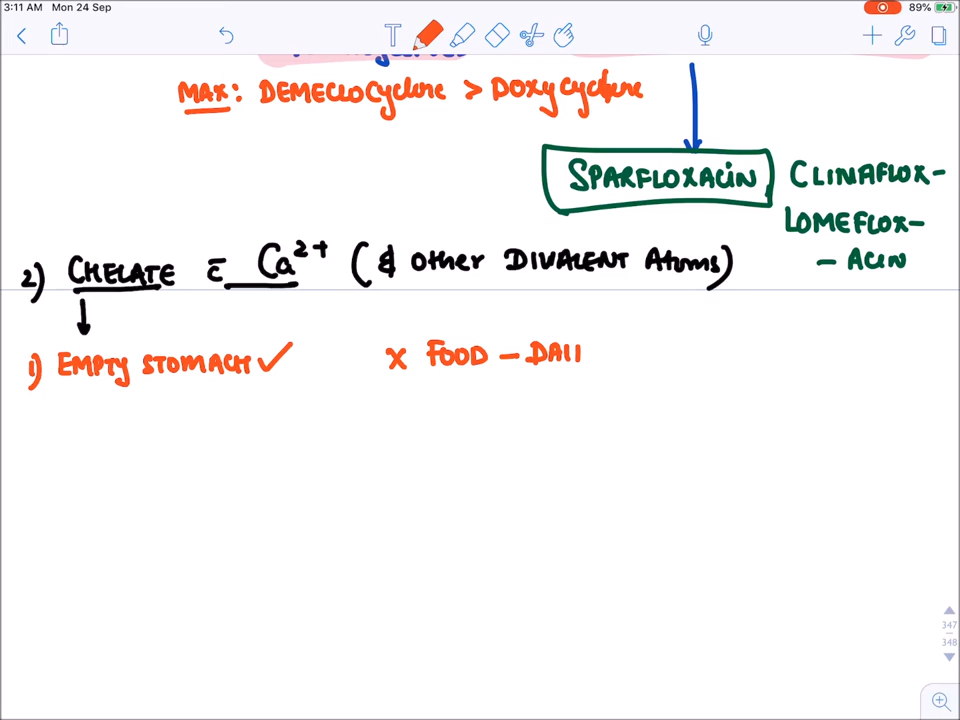 3:11 AM Mon 24 Sep
89%
T
MAX: DEMECLOCycline > DOXycycline
SPARFLOXACIN
CLINAFLOX-
LOMEFLOX-
- ACIN
2) CHELATE c̄ Ca²⁺ ( & Other DIVALENT Atoms)
1) EMPTY STOMACH ✓ x FOOD - DAII
347
348